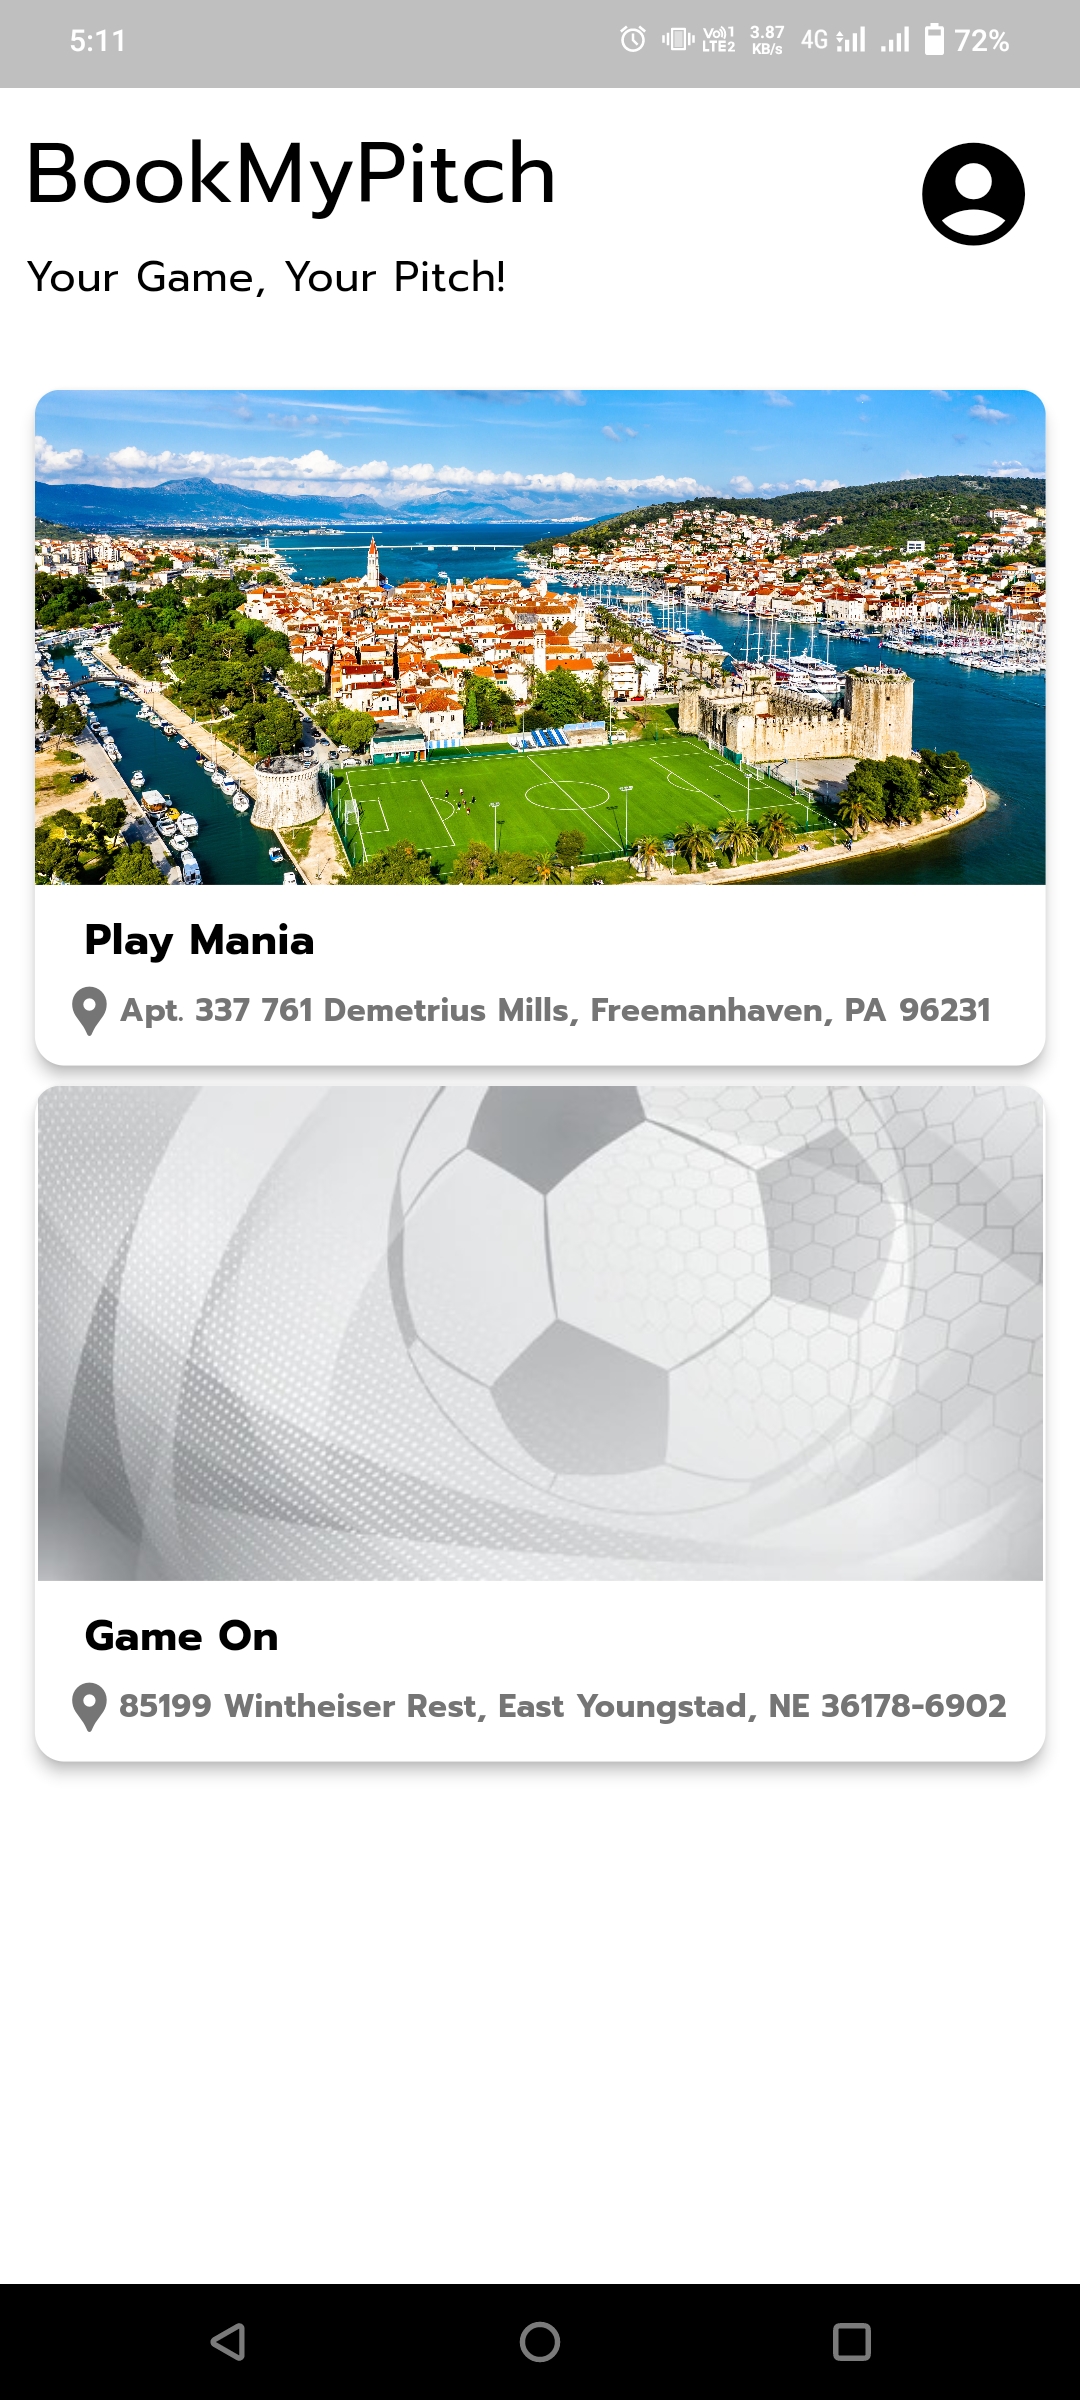 5:11
Vo)) 1 LTE2 3.87 KB/s 4G 72%
BookMyPitch
Your Game, Your Pitch!
Play Mania
Apt. 337 761 Demetrius Mills, Freemanhaven, PA 96231
Game On
85199 Wintheiser Rest, East Youngstad, NE 36178-6902